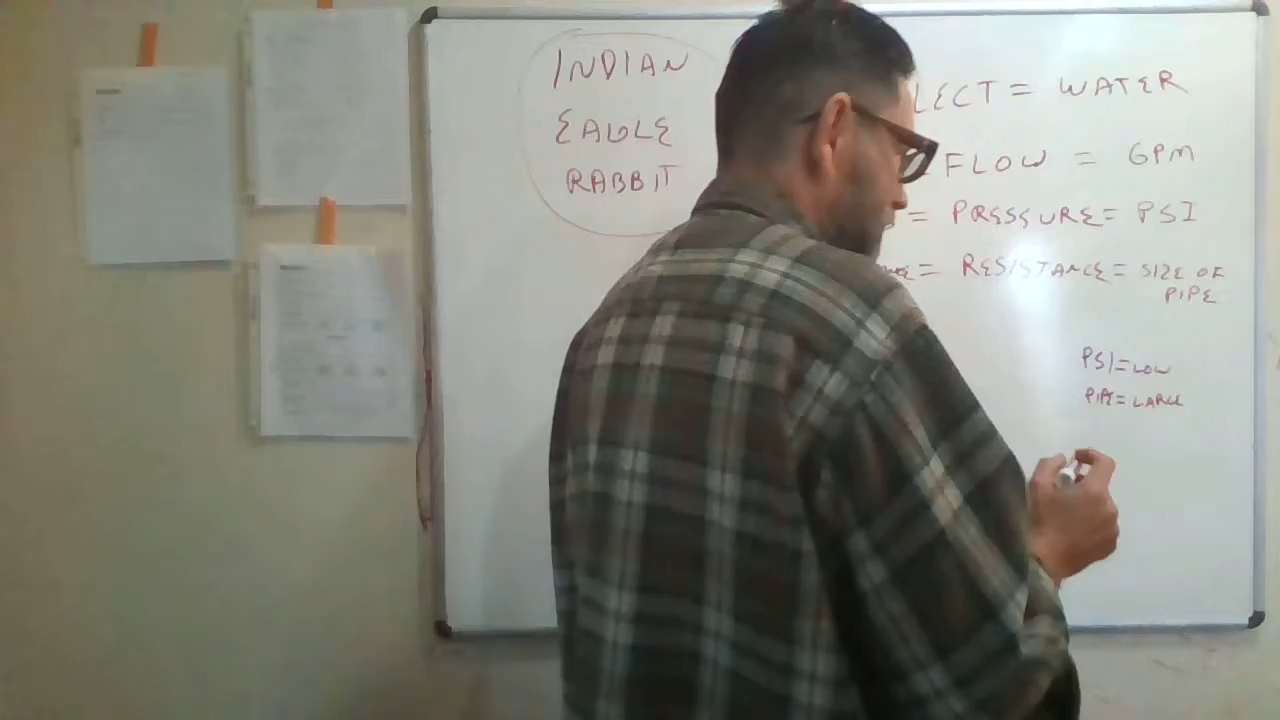 INDIAN
EAGLE
RABBIT
LECT = WATER
FLOW = GPM
= PRESSURE = PSI
= RESISTANCE = SIZE OF
PIPE
PSI = LOW
PIPE = LARGE